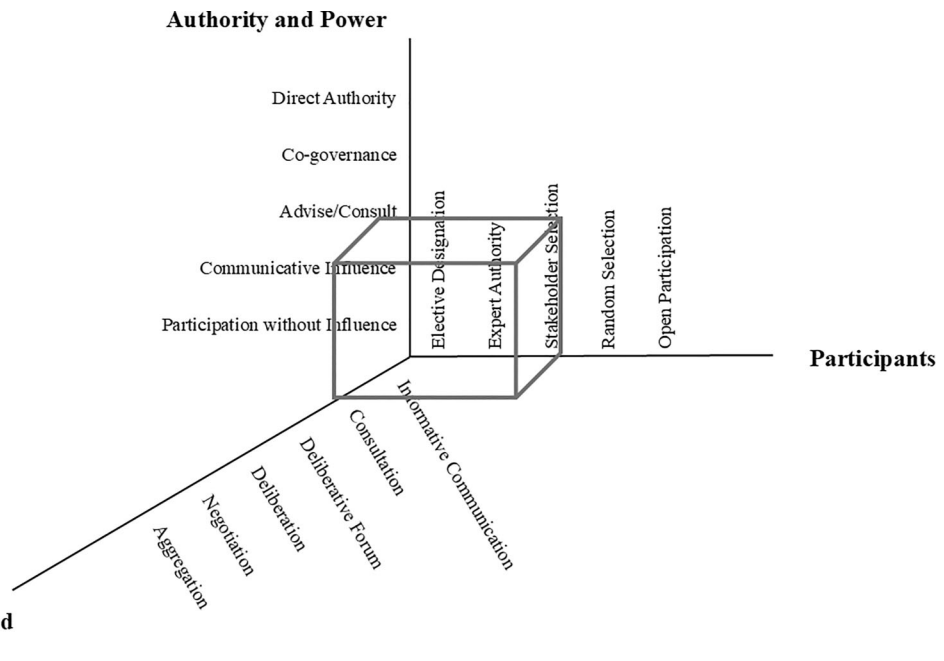 Authority and Power
Direct Authority
Co-governance
Advise/Consult
Communicative Influence
Participation without Influence
Elective Designation
Expert Authority
Stakeholder Selection
Random Selection
Open Participation
Participants
Informative Communication
Consultation
Deliberative Forum
Deliberation
Negotiation
Aggregation
d